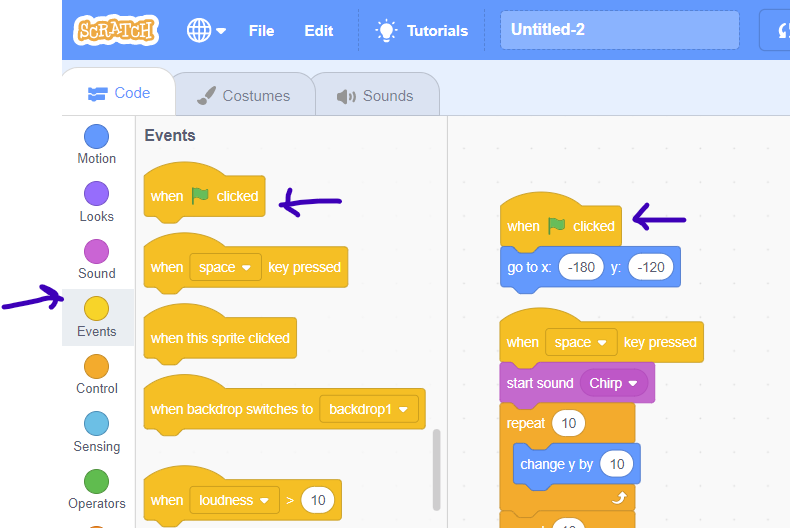 SCRATCH File Edit Tutorials Untitled-2
Code Costumes Sounds
Motion
Looks
Sound
Events
Control
Sensing
Operators
Events
when clicked
when space key pressed
when this sprite clicked
when backdrop switches to backdrop1
when loudness > 10
when clicked
go to x: -180 y: -120
when space key pressed
start sound Chirp
repeat 10
change y by 10